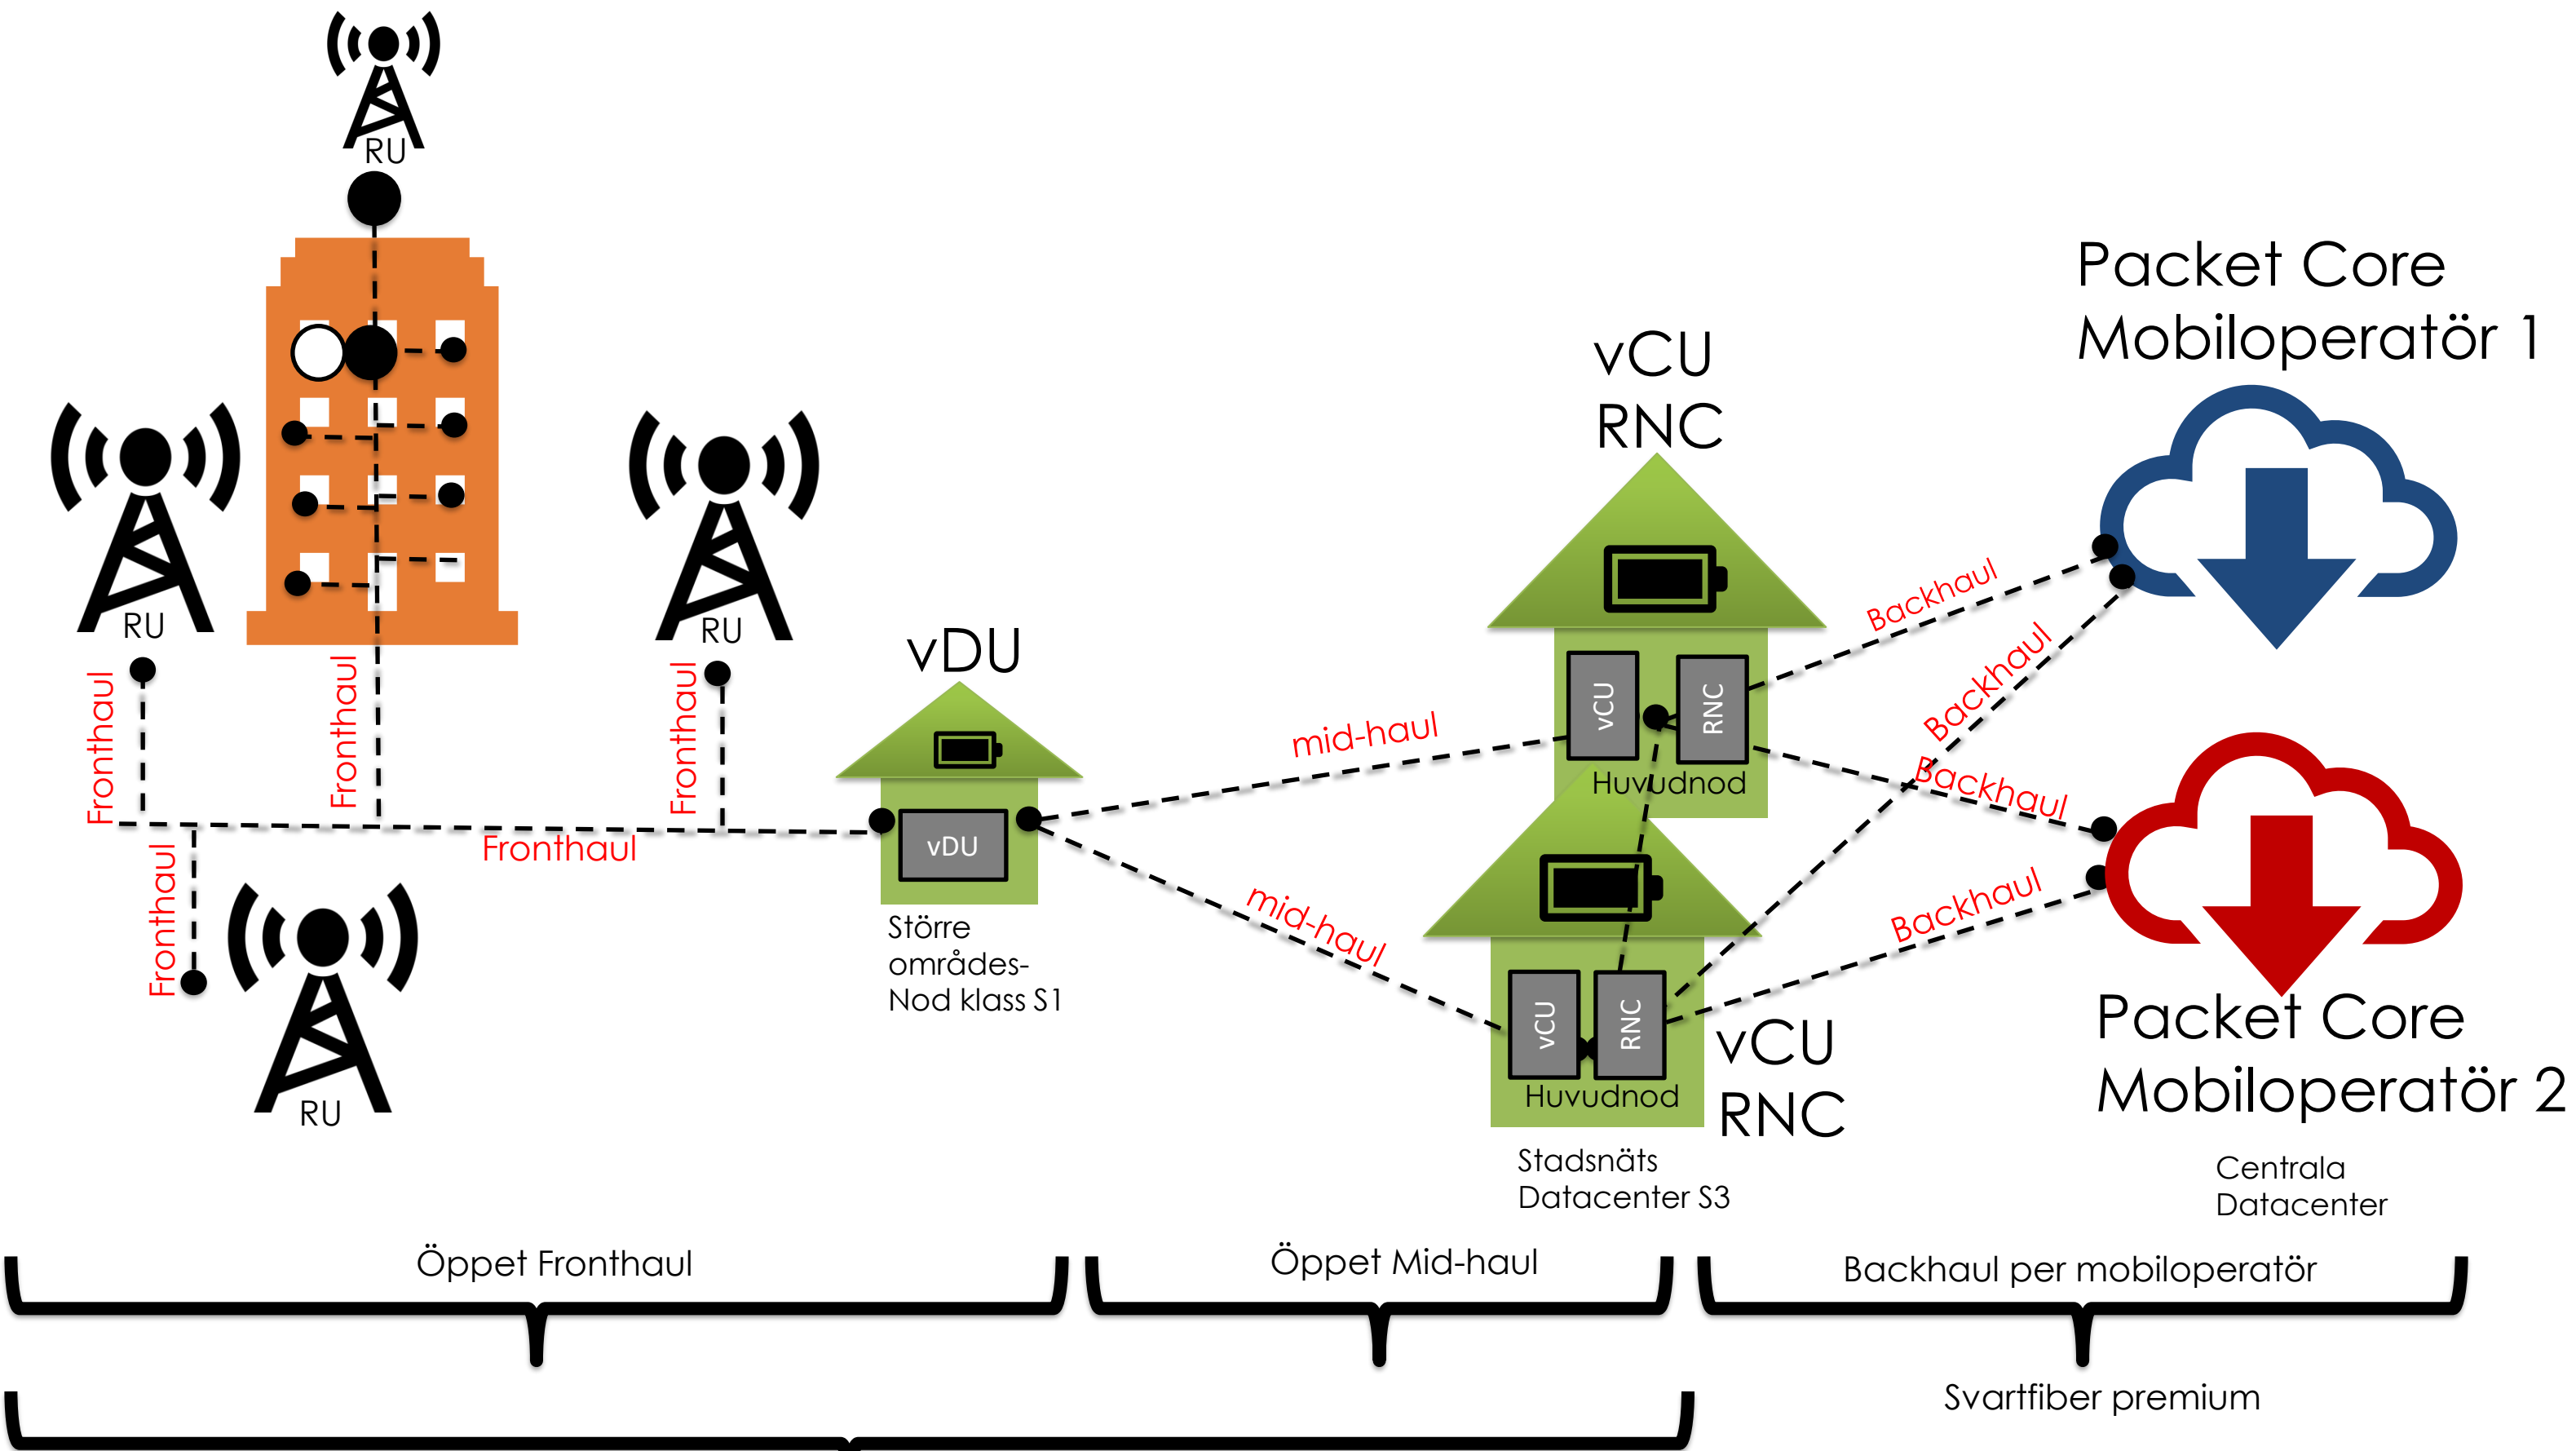 RU
Packet Core
Mobiloperatör 1
vCU
RNC
RU
RU
vDU
Fronthaul
Fronthaul
Fronthaul
Backhaul
Backhaul
mid-haul
vCU
RNC
Huvudnod
Backhaul
Fronthaul
Fronthaul
vDU
mid-haul
Backhaul
Större
områdes-
Nod klass S1
vCU
RNC
Huvudnod
vCU
RNC
Packet Core
Mobiloperatör 2
RU
Stadsnäts
Datacenter S3
Centrala
Datacenter
Öppet Fronthaul
Öppet Mid-haul
Backhaul per mobiloperatör
Svartfiber premium